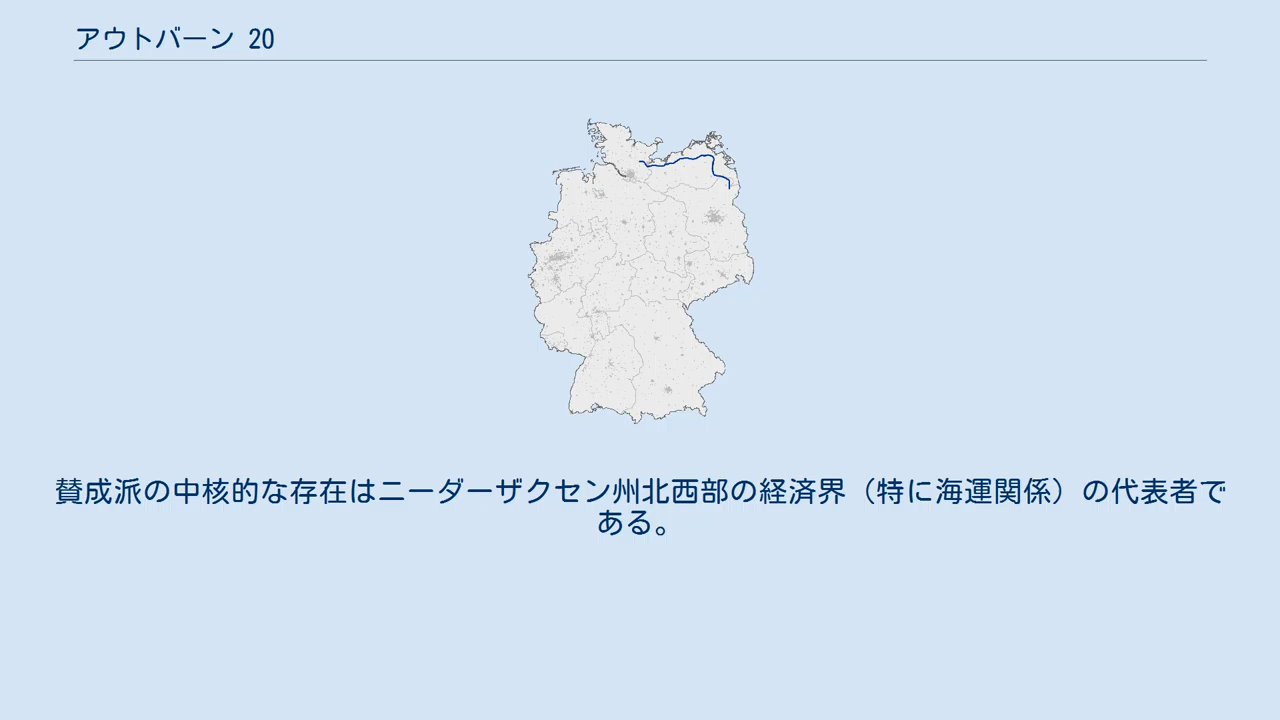 アウトバーン 20
賛成派の中核的な存在はニーダーザクセン州北西部の経済界（特に海運関係）の代表者で
ある。